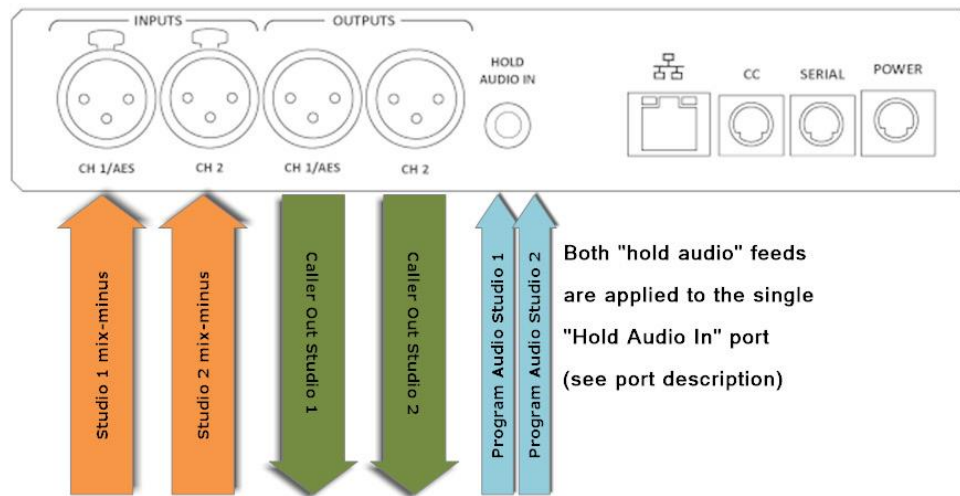 INPUTS
OUTPUTS
HOLD
AUDIO IN
CC
SERIAL
POWER
CH 1/AES
CH 2
CH 1/AES
CH 2
Studio 1 mix-minus
Studio 2 mix-minus
Caller Out Studio 1
Caller Out Studio 2
Program Audio Studio 1
Program Audio Studio 2
Both "hold audio" feeds
are applied to the single
"Hold Audio In" port
(see port description)